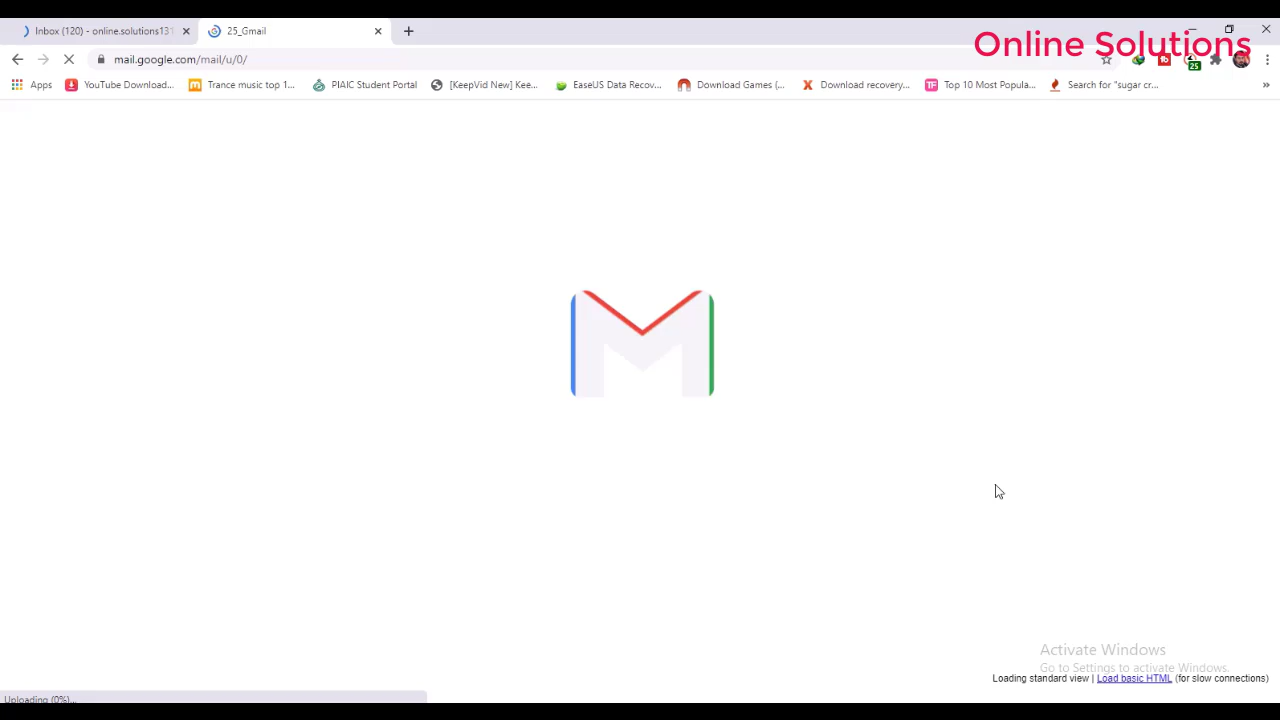 Inbox (120) - online.solutions131
25_Gmail
Online Solutions
mail.google.com/mail/u/0/
25
Apps
YouTube Download...
Trance music top 1...
PIAIC Student Portal
[KeepVid New] Kee...
EaseUS Data Recov...
Download Games (...
Download recovery...
Top 10 Most Popula...
Search for "sugar cr...
Activate Windows
Go to Settings to activate Windows.
Loading standard view | Load basic HTML (for slow connections)
Uploading (0%)...